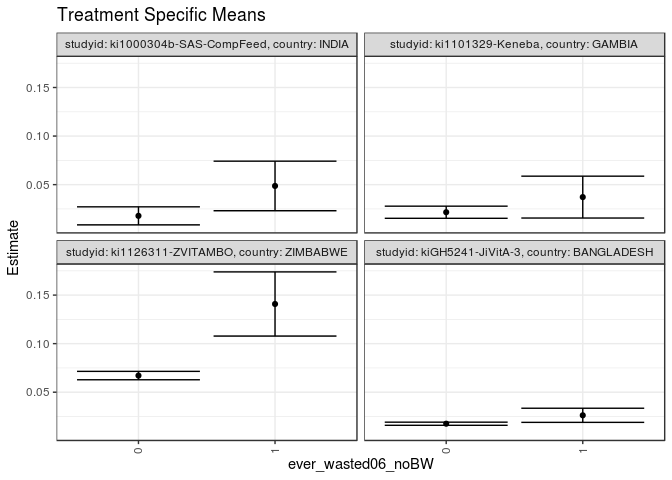 Treatment Specific Means
studyid: ki1000304b-SAS-CompFeed, country: INDIA
studyid: ki1101329-Keneba, country: GAMBIA
0.15
0.10
0.05
Estimate
studyid: ki1126311-ZVITAMBO, country: ZIMBABWE
studyid: kiGH5241-JiVitA-3, country: BANGLADESH
0.15
0.10
0.05
0
1
0
1
ever_wasted06_noBW